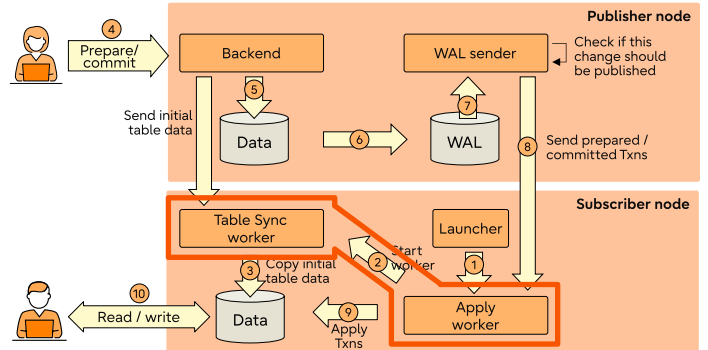 Publisher node
4
Prepare/
commit
Backend
WAL sender
Check if this
change should
be published
Send initial
table data
5
Data
6
7
WAL
8
Send prepared /
committed Txns
Subscriber node
Table Sync
worker
Launcher
Start
worker
2
1
3
Copy initial
table data
10
Read / write
Data
9
Apply
Txns
Apply
worker